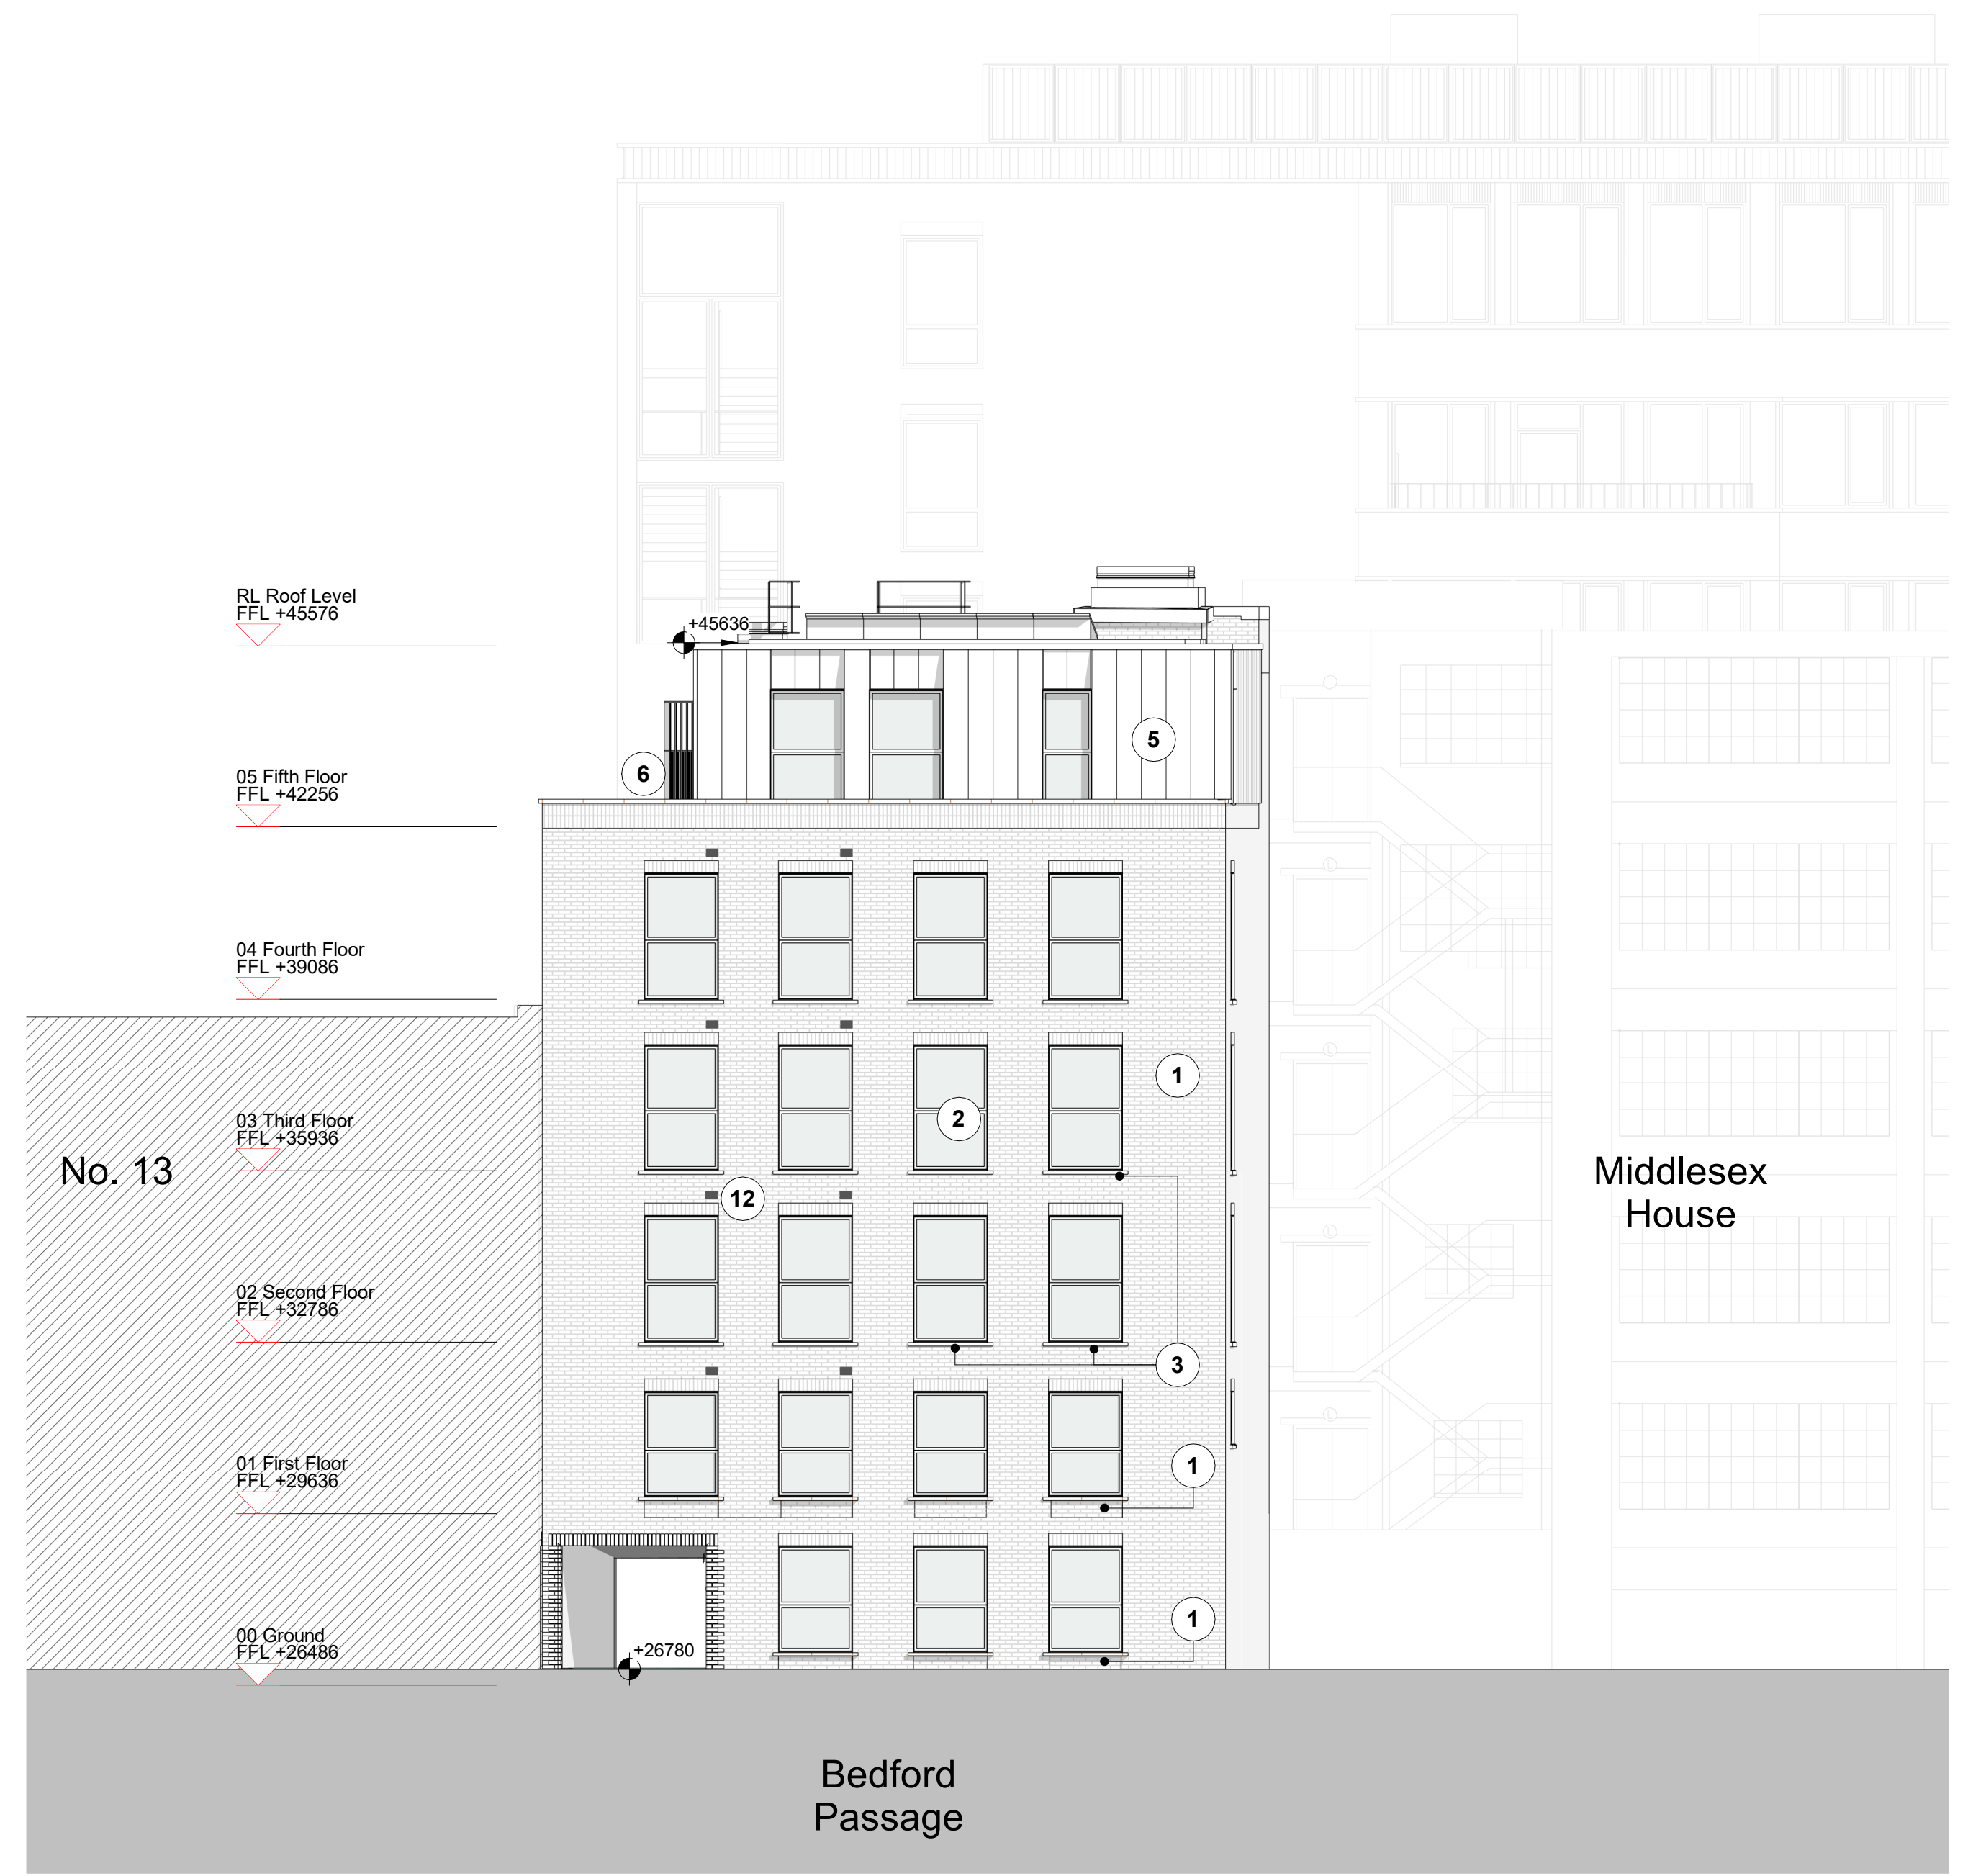 RL Roof Level
FFL +45576
+45636
5
6
05 Fifth Floor
FFL +42256
04 Fourth Floor
FFL +39086
1
2
03 Third Floor
FFL +35936
No. 13
Middlesex
House
12
02 Second Floor
FFL +32786
3
01 First Floor
FFL +29636
1
1
00 Ground
FFL +26486
+26780
Bedford
Passage